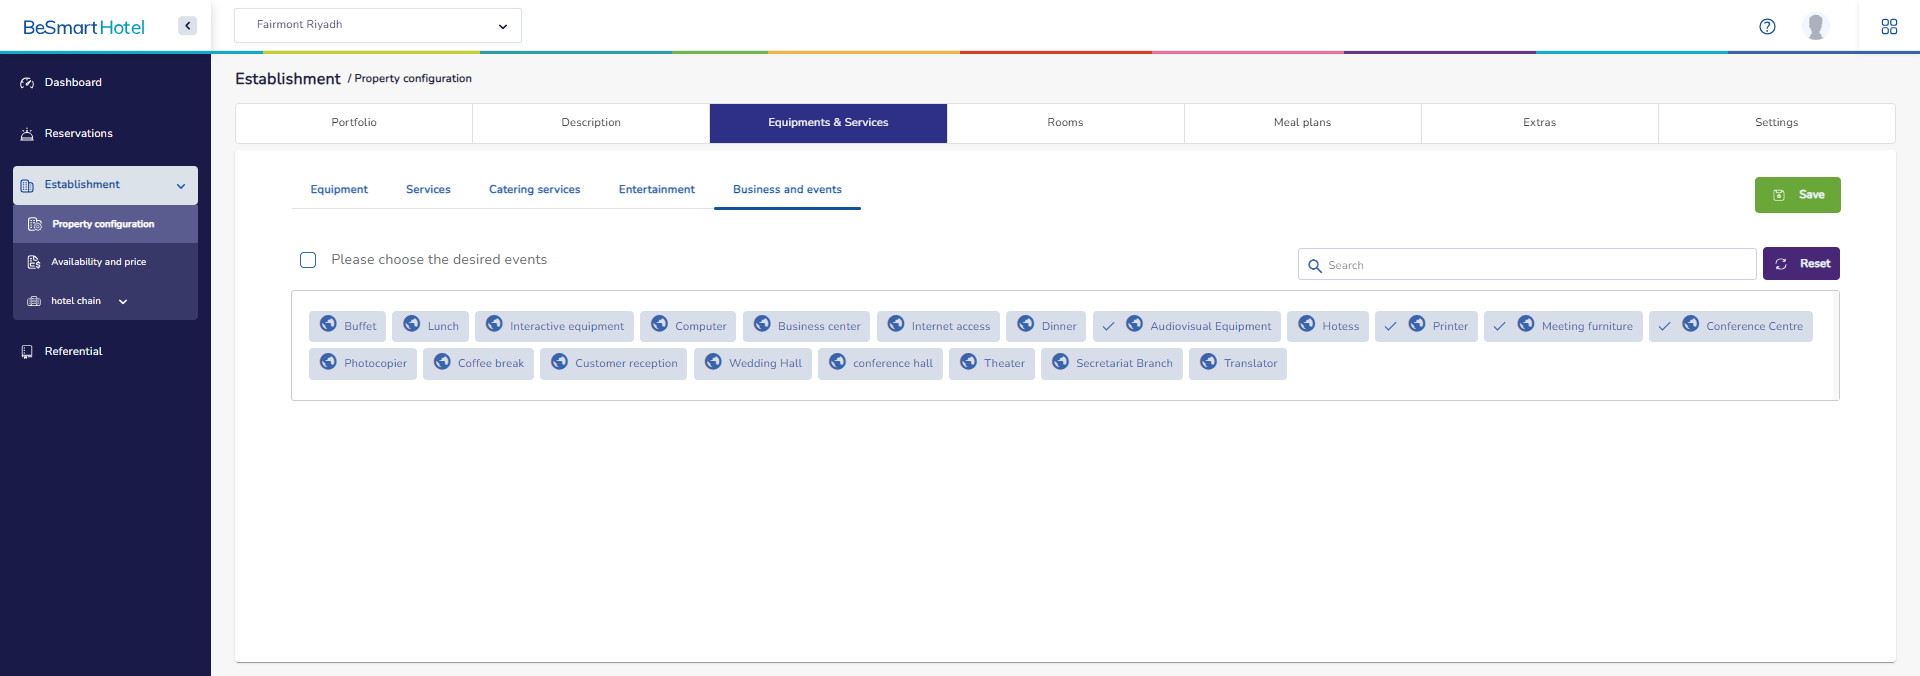 BeSmart Hotel
Fairmont Riyadh
Dashboard
Reservations
Establishment
Property configuration
Availability and price
hotel chain
Referential
Establishment / Property configuration
Portfolio
Description
Equipments & Services
Rooms
Meal plans
Extras
Settings
Equipment
Services
Catering services
Entertainment
Business and events
Save
Please choose the desired events
Search
Reset
Buffet
Lunch
Interactive equipment
Computer
Business center
Internet access
Dinner
Audiovisual Equipment
Hotess
Printer
Meeting furniture
Conference Centre
Photocopier
Coffee break
Customer reception
Wedding Hall
conference hall
Theater
Secretariat Branch
Translator